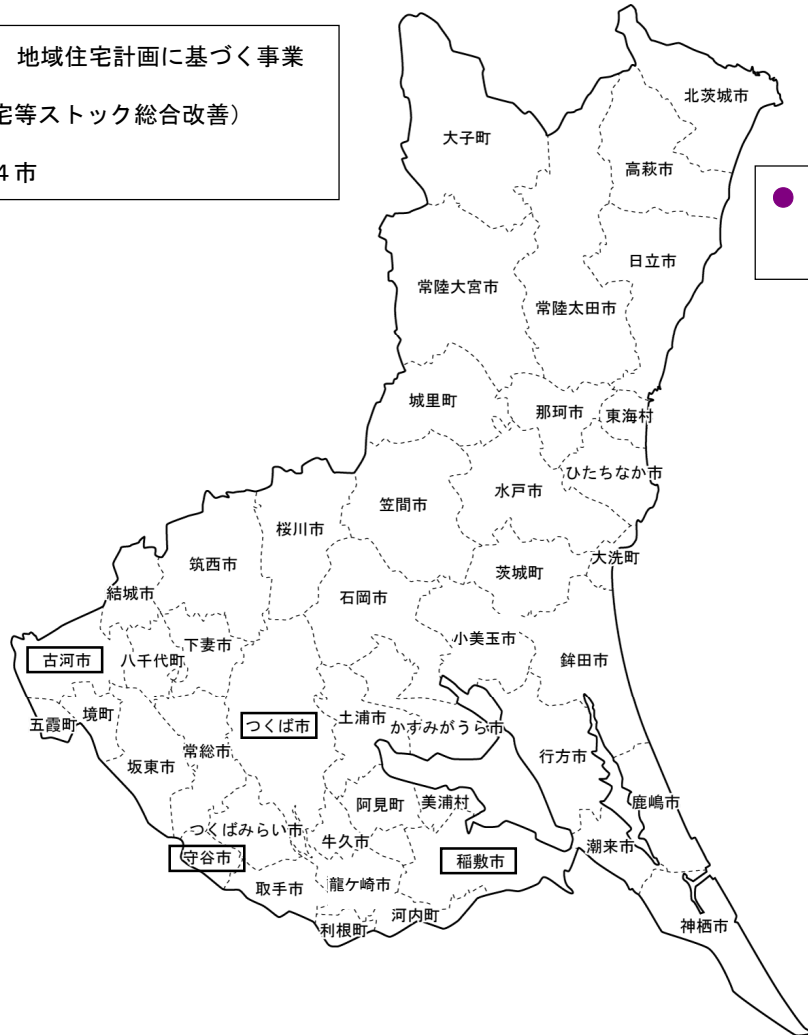 地域住宅計画に基づく事業
宅等ストック総合改善）
４市
北茨城市
大子町
高萩市
日立市
常陸大宮市
常陸太田市
城里町
那珂市
東海村
ひたちなか市
笠間市
水戸市
桜川市
筑西市
大洗町
茨城町
結城市
石岡市
下妻市
小美玉市
古河市
八千代町
鉾田市
五霞町
境町
つくば市
土浦市
かすみがうら市
常総市
行方市
坂東市
阿見町
美浦村
鹿嶋市
つくばみらい市
牛久市
潮来市
守谷市
稲敷市
取手市
龍ケ崎市
河内町
利根町
神栖市